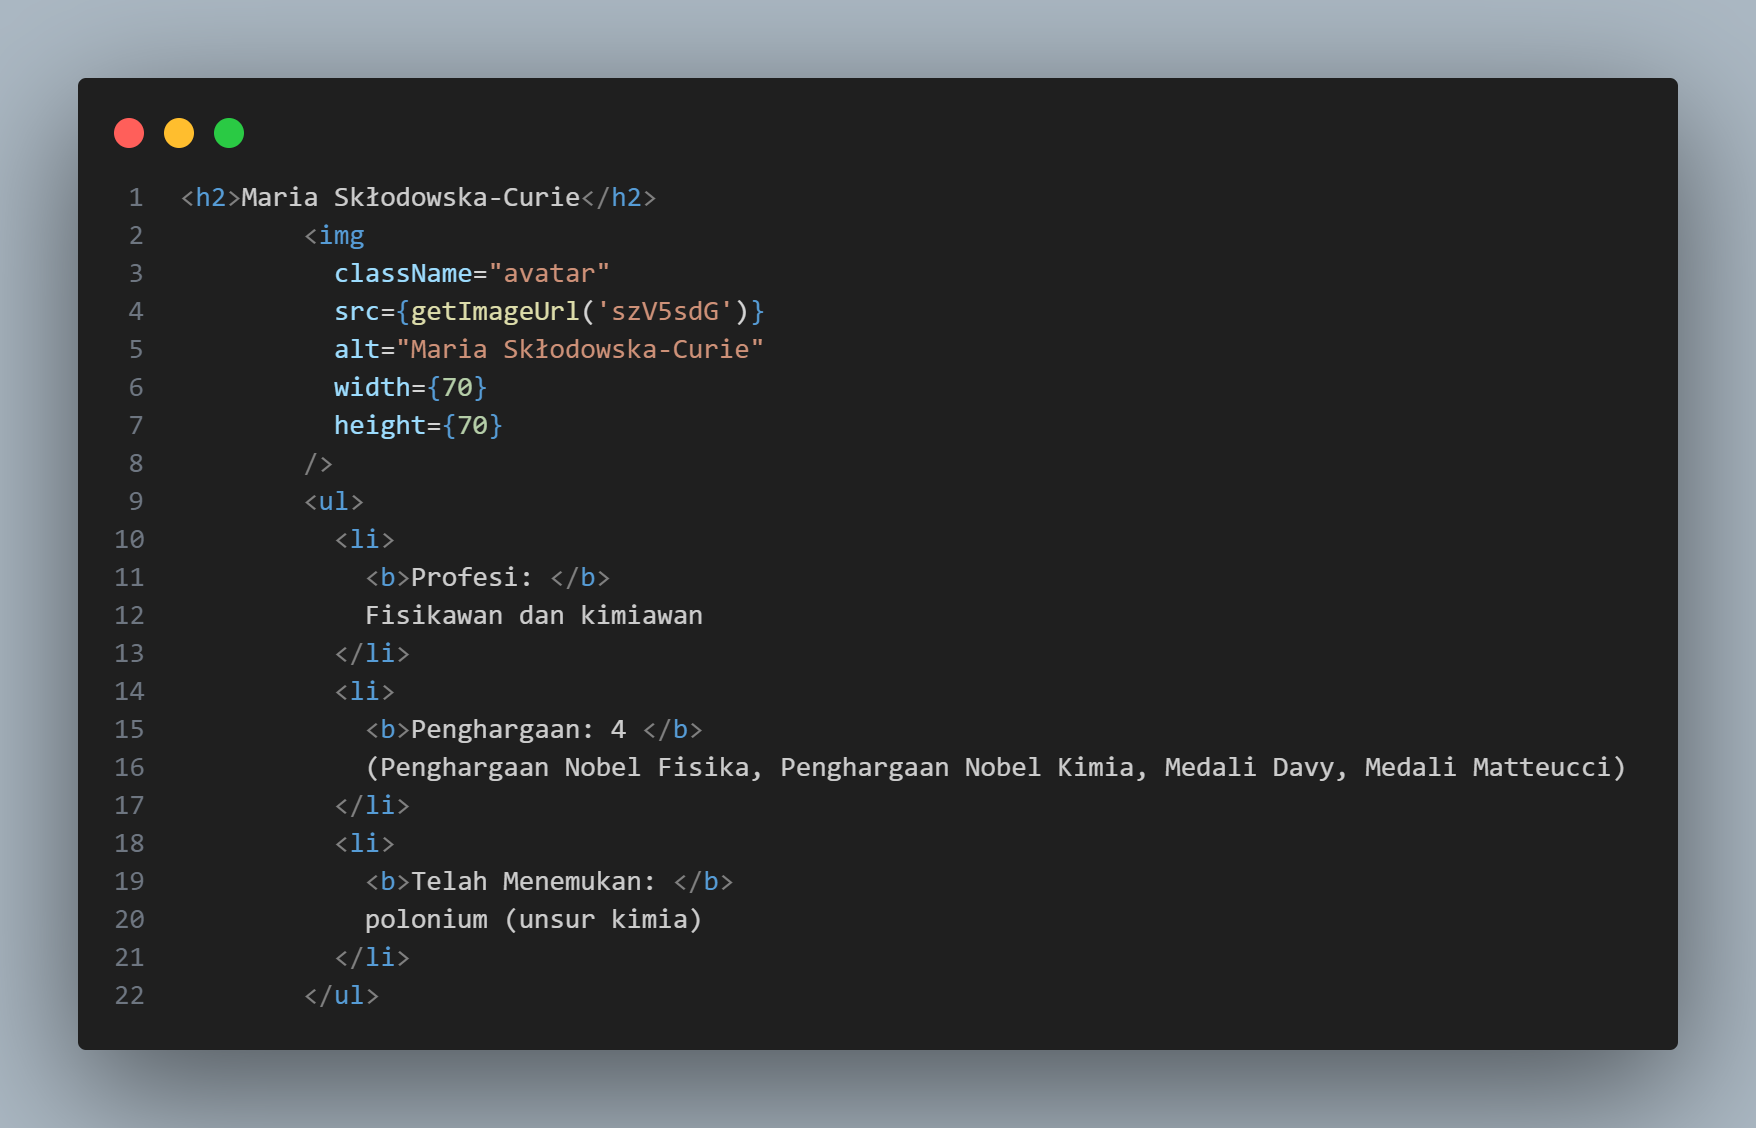 1 <h2>Maria Skłodowska-Curie</h2>
2 <img
3 className="avatar"
4 src={getImageUrl('szV5sdG')}
5 alt="Maria Skłodowska-Curie"
6 width={70}
7 height={70}
8 />
9 <ul>
10 <li>
11 <b>Profesi: </b>
12 Fisikawan dan kimiawan
13 </li>
14 <li>
15 <b>Penghargaan: 4 </b>
16 (Penghargaan Nobel Fisika, Penghargaan Nobel Kimia, Medali Davy, Medali Matteucci)
17 </li>
18 <li>
19 <b>Telah Menemukan: </b>
20 polonium (unsur kimia)
21 </li>
22 </ul>